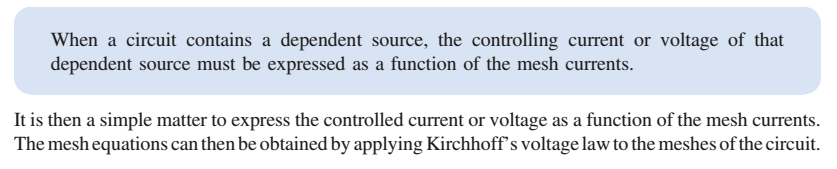 When a circuit contains a dependent source, the controlling current or voltage of that
dependent source must be expressed as a function of the mesh currents.
It is then a simple matter to express the controlled current or voltage as a function of the mesh currents.
The mesh equations can then be obtained by applying Kirchhoff’s voltage law to the meshes of the circuit.